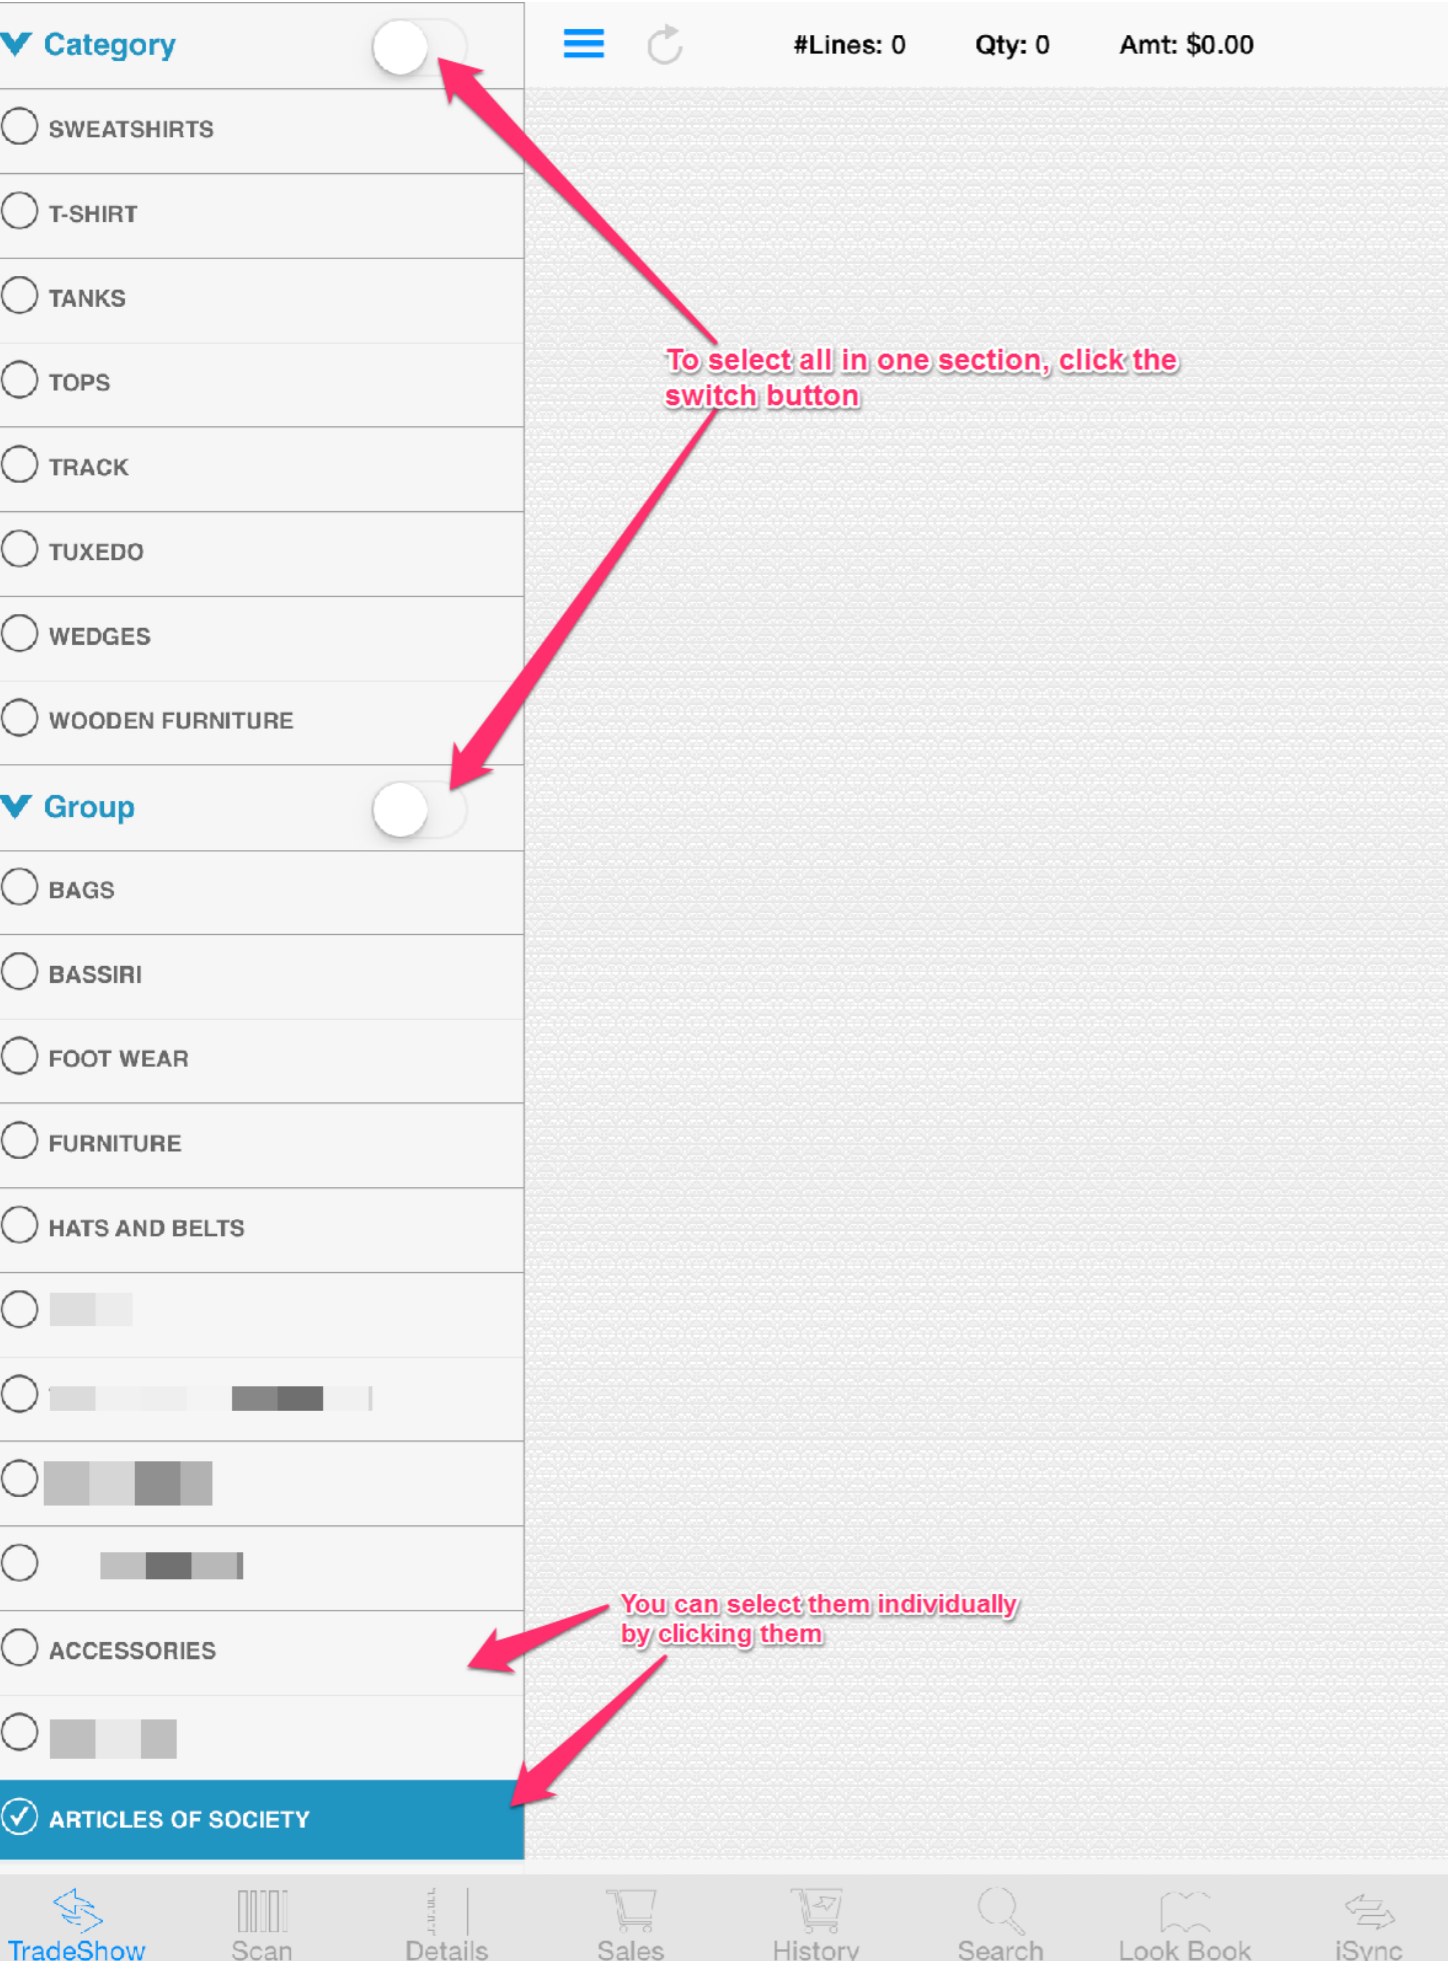 Category
#Lines: 0 Qty: 0 Amt: $0.00
SWEATSHIRTS
T-SHIRT
TANKS
TOPS
To select all in one section, click the
switch button
TRACK
TUXEDO
WEDGES
WOODEN FURNITURE
Group
BAGS
BASSIRI
FOOT WEAR
FURNITURE
HATS AND BELTS
You can select them individually
by clicking them
ACCESSORIES
ARTICLES OF SOCIETY
TradeShow Scan Details Sales History Search Look Book iSync